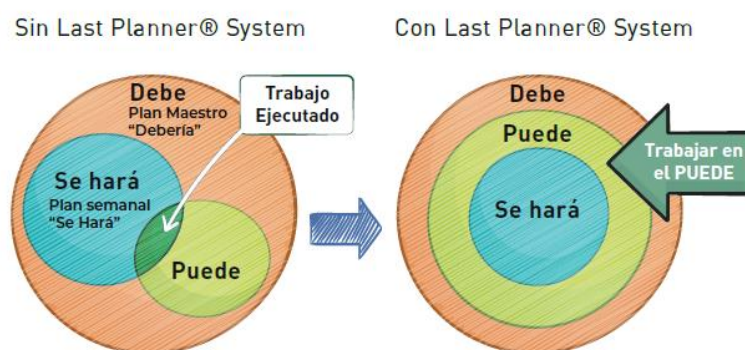 Sin Last Planner® System
Debe
Plan Maestro
“Debería”
Trabajo
Ejecutado
Se hará
Plan semanal
“Se Hará”
Puede
Con Last Planner® System
Debe
Puede
Se hará
Trabajar en
el PUEDE